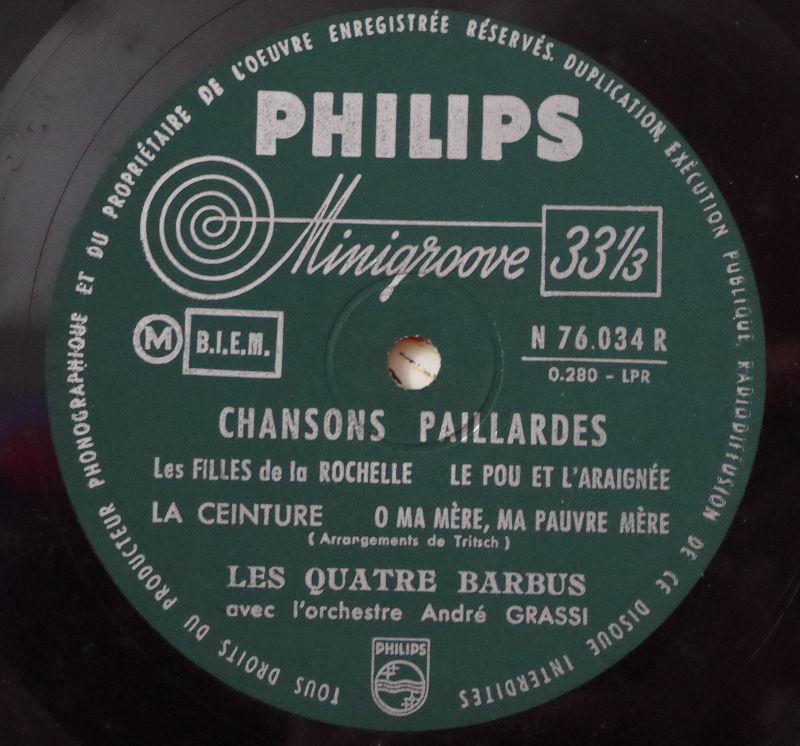 TOUS DROITS DU PRODUCTEUR PHONOGRAPHIQUE ET DU PROPRIÉTAIRE DE L'OEUVRE ENREGISTRÉE RÉSERVÉS. DUPLICATION, EXÉCUTION PUBLIQUE, RADIODIFFUSION DE CE DISQUE INTERDITES
PHILIPS
Minigroove 33 1/3
M B.I.E.M. N 76.034 R
0.280 - LPR
CHANSONS PAILLARDES
Les FILLES de la ROCHELLE LE POU ET L'ARAIGNÉE
LA CEINTURE O MA MÈRE, MA PAUVRE MÈRE
( Arrangements de Tritsch )
LES QUATRE BARBUS
avec l'orchestre André GRASSI
PHILIPS